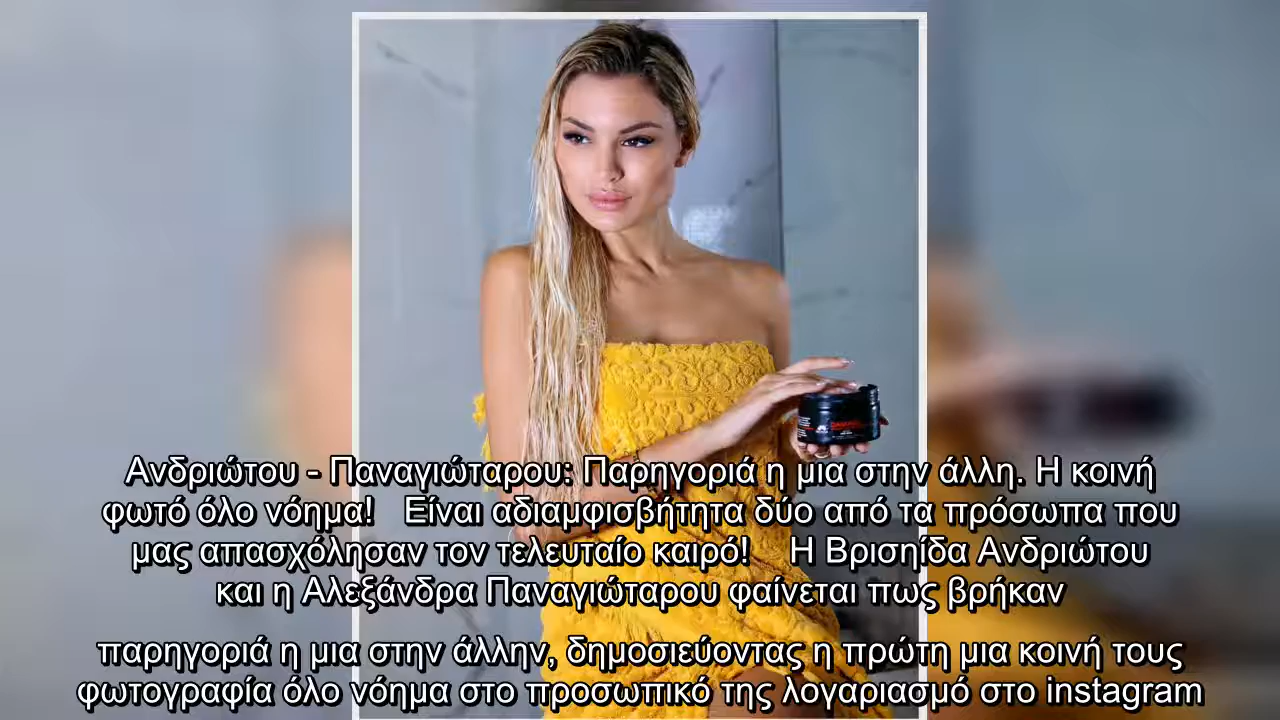 Ανδριώτου - Παναγιώταρου: Παρηγοριά η μια στην άλλη. Η κοινή
φωτό όλο νόημα!   Είναι αδιαμφισβήτητα δύο από τα πρόσωπα που
μας απασχόλησαν τον τελευταίο καιρό!    Η Βρισηίδα Ανδριώτου
και η Αλεξάνδρα Παναγιώταρου φαίνεται πως βρήκαν
παρηγοριά η μια στην άλλην, δημοσιεύοντας η πρώτη μια κοινή τους
φωτογραφία όλο νόημα στο προσωπικό της λογαριασμό στο instagram